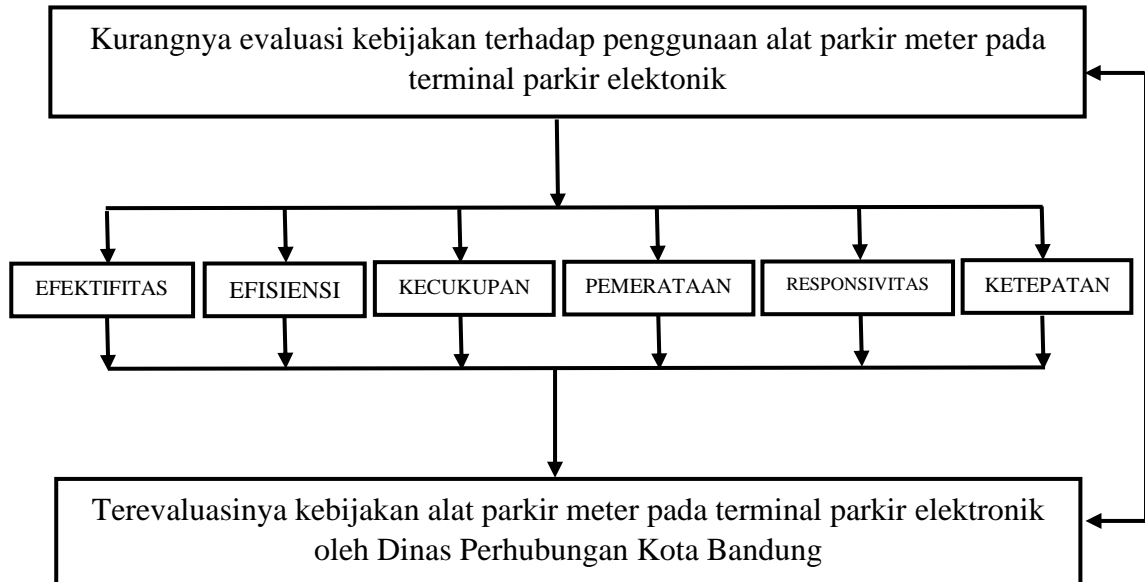 Kurangnya evaluasi kebijakan terhadap penggunaan alat parkir meter pada
terminal parkir elektonik
EFEKTIFITAS
EFISIENSI
KECUKUPAN
PEMERATAAN
RESPONSIVITAS
KETEPATAN
Terevaluasinya kebijakan alat parkir meter pada terminal parkir elektronik
oleh Dinas Perhubungan Kota Bandung